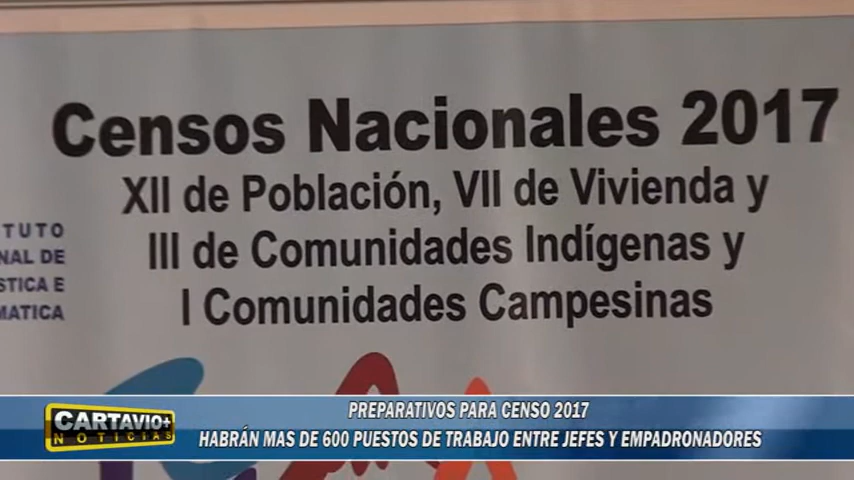 Censos Nacionales 2017
XII de Población, VII de Vivienda y
III de Comunidades Indígenas y
I Comunidades Campesinas
TUTO
NAL DE
STICA E
MATICA
PREPARATIVOS PARA CENSO 2017
HABRÁN MAS DE 600 PUESTOS DE TRABAJO ENTRE JEFES Y EMPADRONADORES
CARTAVIO+
NOTICIAS